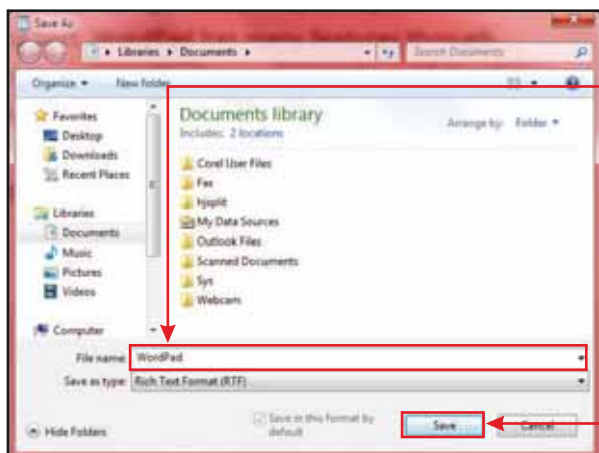 Save As
Libraries ▸ Documents ▸
Search Documents
Organize
New folder
Favorites
Desktop
Downloads
Recent Places
Libraries
Documents
Music
Pictures
Videos
Computer
Documents library
Includes: 2 locations
Arrange by: Folder
Corel User Files
Fax
hjsplit
My Data Sources
Outlook Files
Scanned Documents
Sys
Webcam
File name: WordPad
Save as type: Rich Text Format (RTF)
Hide Folders
Save in this format by
default
Save
Cancel